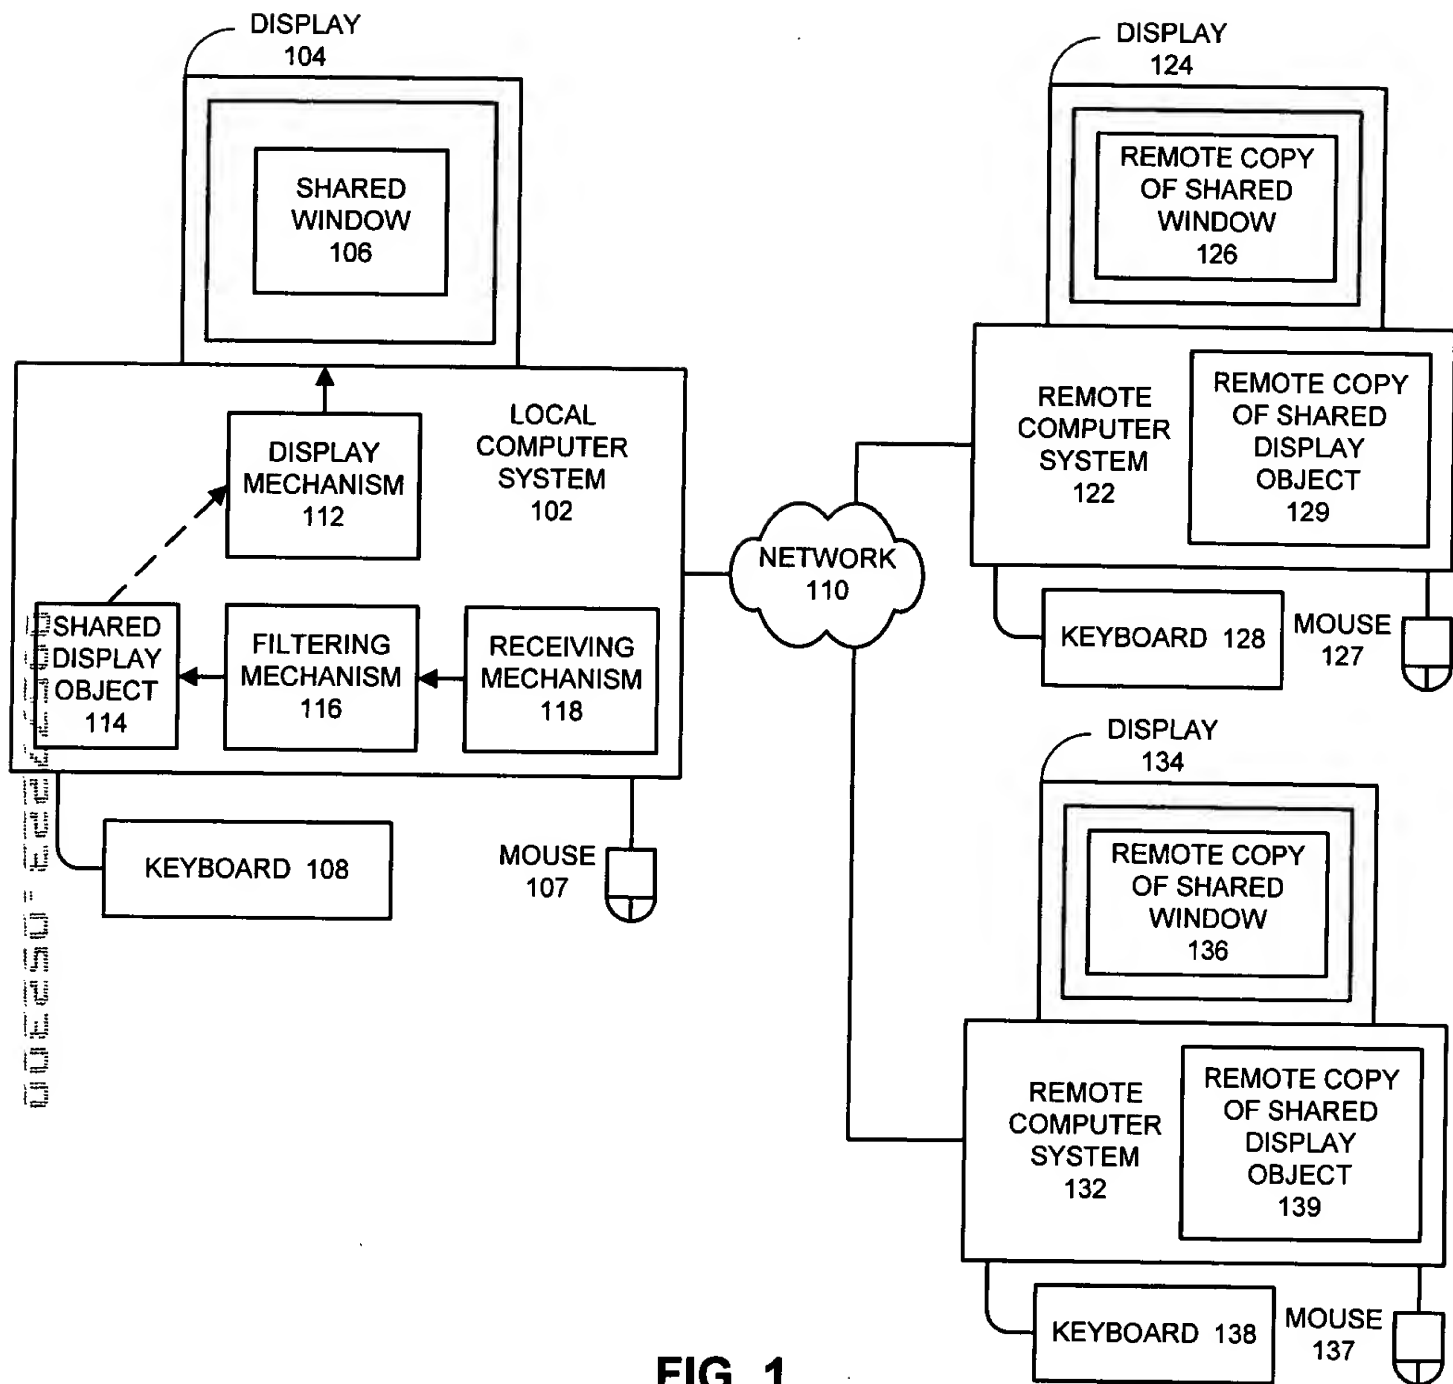 DISPLAY
104
SHARED
WINDOW
106
LOCAL
COMPUTER
SYSTEM
102
DISPLAY
MECHANISM
112
SHARED
DISPLAY
OBJECT
114
FILTERING
MECHANISM
116
RECEIVING
MECHANISM
118
KEYBOARD 108
MOUSE
107
NETWORK
110
DISPLAY
124
REMOTE COPY
OF SHARED
WINDOW
126
REMOTE
COMPUTER
SYSTEM
122
REMOTE COPY
OF SHARED
DISPLAY
OBJECT
129
KEYBOARD 128
MOUSE
127
DISPLAY
134
REMOTE COPY
OF SHARED
WINDOW
136
REMOTE
COMPUTER
SYSTEM
132
REMOTE COPY
OF SHARED
DISPLAY
OBJECT
139
KEYBOARD 138
MOUSE
137
FIG. 1